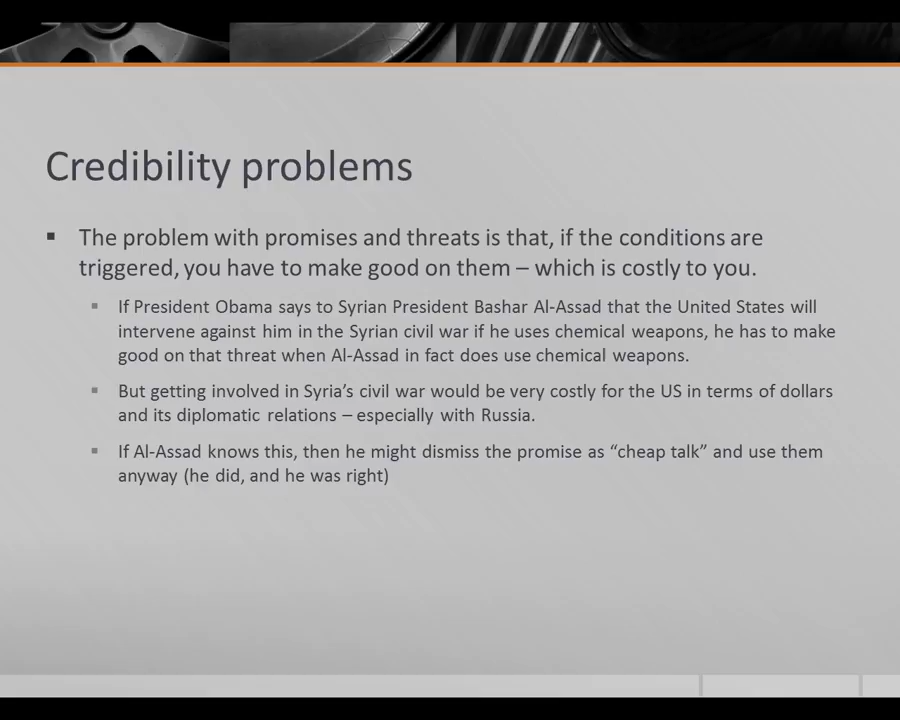 Credibility problems
▪ The problem with promises and threats is that, if the conditions are
triggered, you have to make good on them – which is costly to you.
▪ If President Obama says to Syrian President Bashar Al-Assad that the United States will
intervene against him in the Syrian civil war if he uses chemical weapons, he has to make
good on that threat when Al-Assad in fact does use chemical weapons.
▪ But getting involved in Syria’s civil war would be very costly for the US in terms of dollars
and its diplomatic relations – especially with Russia.
▪ If Al-Assad knows this, then he might dismiss the promise as “cheap talk” and use them
anyway (he did, and he was right)